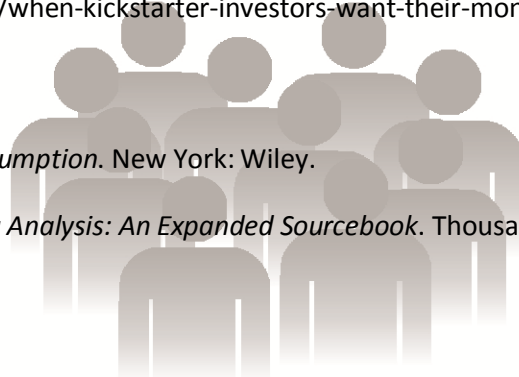 /when-kickstarter-investors-want-their-mon
umption. New York: Wiley.
Analysis: An Expanded Sourcebook. Thousa